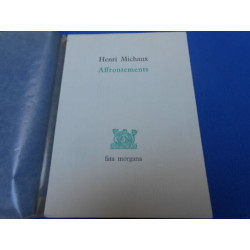 Henri Michaux
Affrontements
fata morgana